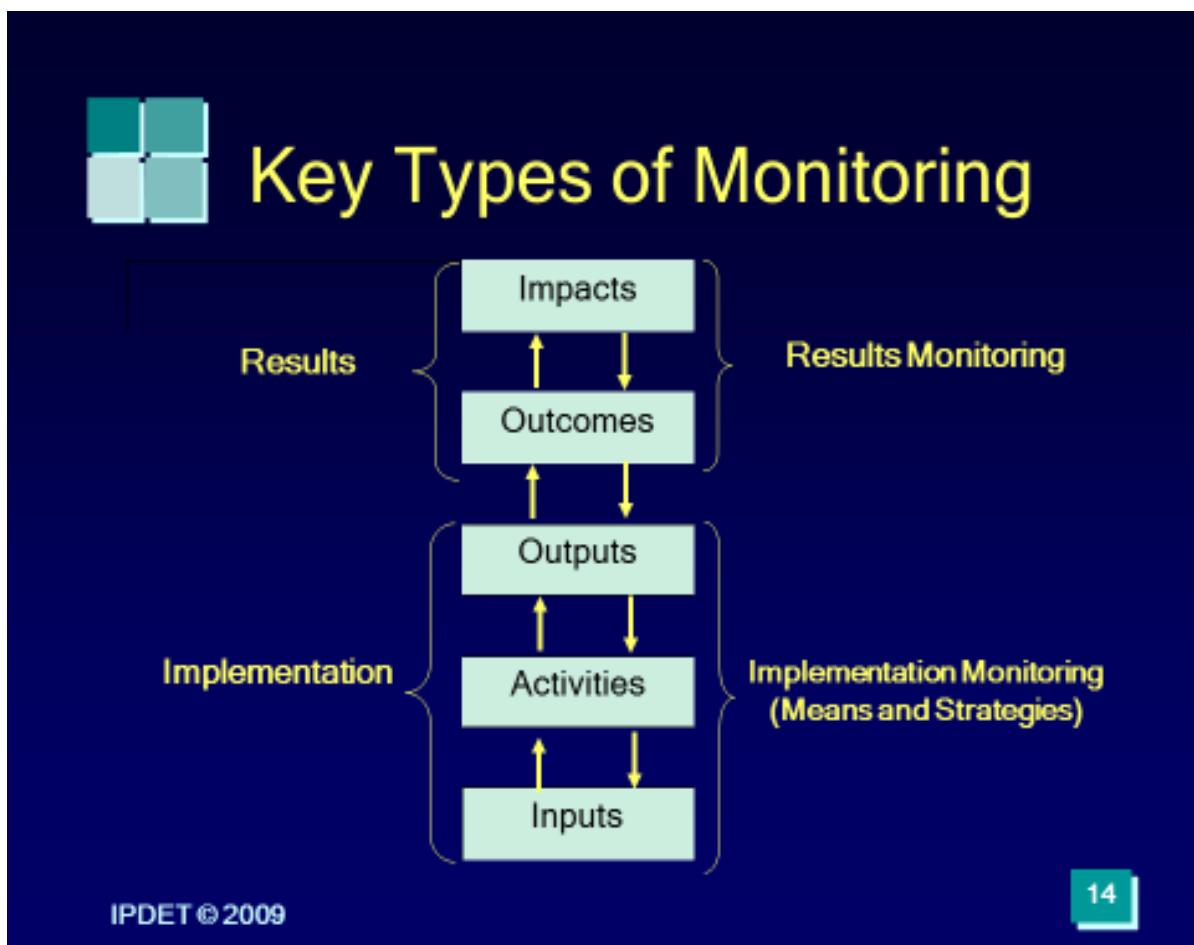 Key Types of Monitoring
Impacts
Results
Results Monitoring
Outcomes
Outputs
Implementation
Activities
Implementation Monitoring
(Means and Strategies)
Inputs
IPDET © 2009
14